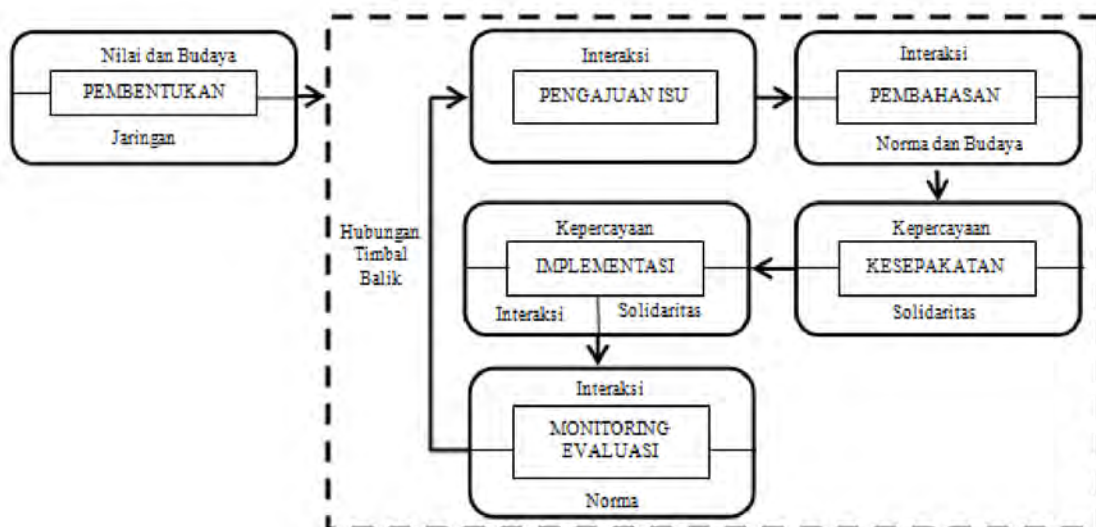 Nilai dan Budaya
PEMBENTUKAN
Jaringan
Interaksi
PENGAJUAN ISU
Interaksi
PEMBAHASAN
Norma dan Budaya
Hubungan
Timbal
Balik
Kepercayaan
IMPLEMENTASI
Interaksi
Solidaritas
Kepercayaan
KESEPAKATAN
Solidaritas
Interaksi
MONITORING
EVALUASI
Norma